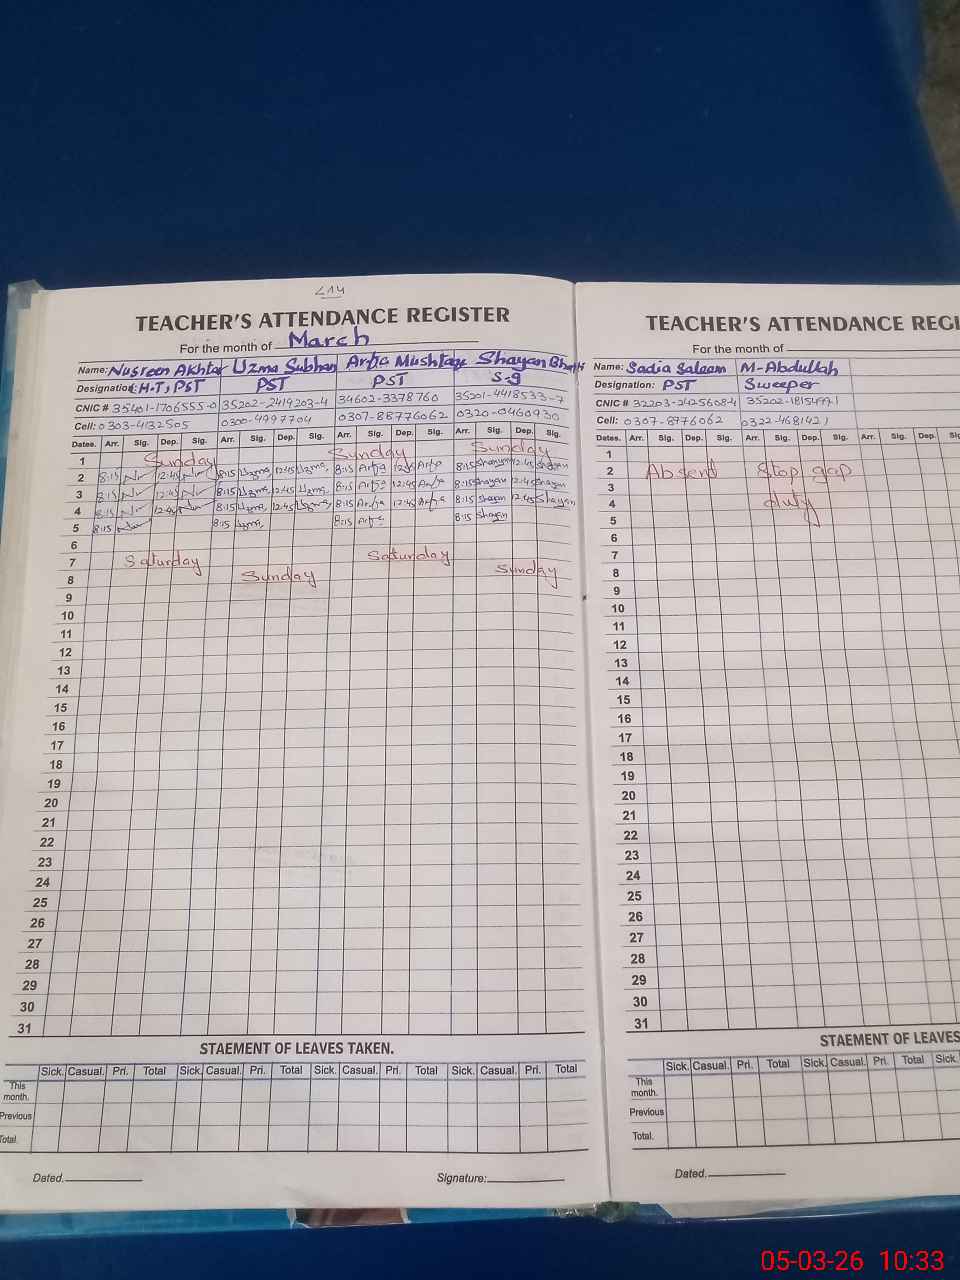 TEACHER'S ATTENDANCE REGISTER
For the month of March
Name: Nusreen Akhtar Uzma Subhan Arfa Mushtaq Shayan Bhatti
Designation: H.T, PST PST PST S.g
CNIC # 35401-1706555-0 35202-2419203-4 34602-3378760 35201-4418533-7
Cell: 0303-4132505 0300-4997704 0307-88776062 0320-0460930
Dates. Arr. Sig. Dep. Sig. Arr. Sig. Dep. Sig. Arr. Sig. Dep. Sig. Arr. Sig. Dep. Sig.
1 Sunday Sunday Sunday
2 8:15 Nr 12:45 Nr 8:15 Uzma 12:45 Uzma 8:15 Arfa 12:45 Arfa 8:15 Shayan 12:45 Shayan
3 8:15 Nr 12:45 Nr 8:15 Uzma 12:45 Uzma 8:15 Arfa 12:45 Arfa 8:15 Shayan 12:45 Shayan
4 8:15 Nr 12:45 Nr 8:15 Uzma 12:45 Uzma 8:15 Arfa 12:45 Arfa 8:15 Shayan 12:45 Shayan
5 8:15 8:15 Uzma 8:15 Arfa 8:15 Shayan
6
7 Saturday Saturday
8 Sunday Sunday
9
10
11
12
13
14
15
16
17
18
19
20
21
22
23
24
25
26
27
28
29
30
31
STAEMENT OF LEAVES TAKEN.
Sick. Casual. Pri. Total Sick. Casual. Pri. Total Sick. Casual. Pri. Total Sick. Casual. Pri. Total
This month.
Previous
Total.
Dated. Signature:
TEACHER'S ATTENDANCE REGI
For the month of
Name: Sadia Saleem M-Abdullah
Designation: PST Sweeper
CNIC # 32203-2425608-4 35202-1815499-1
Cell: 0307-8776062 0322-4681421
Dates. Arr. Sig. Dep. Sig. Arr. Sig. Dep. Sig. Arr. Sig. Dep. Sig.
1
2 Absent Stop gap
3
4 duty
5
6
7
8
9
10
11
12
13
14
15
16
17
18
19
20
21
22
23
24
25
26
27
28
29
30
31
STAEMENT OF LEAVES
Sick. Casual. Pri. Total Sick. Casual. Pri. Total Sick.
This month.
Previous
Total.
Dated.
05-03-26 10:33